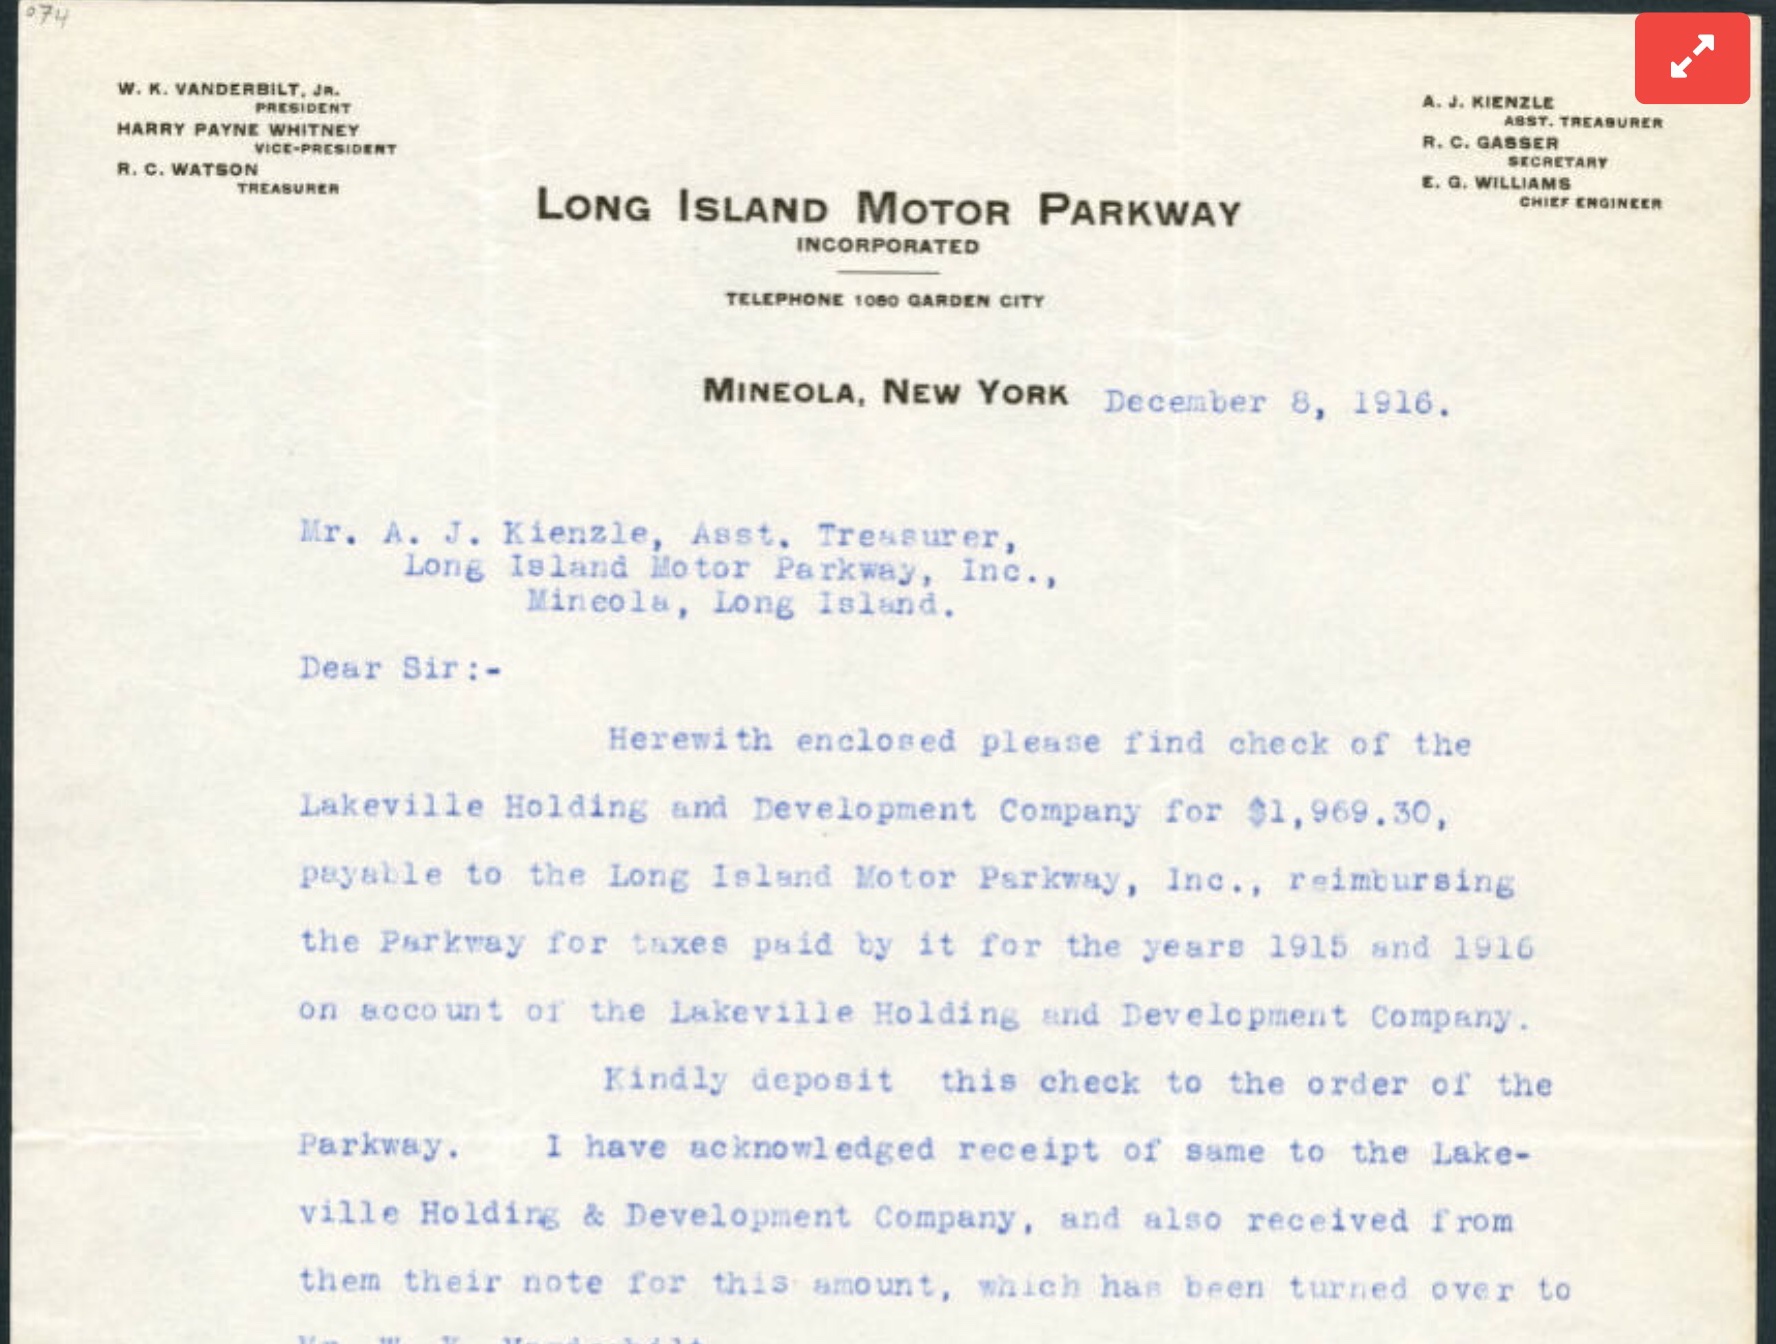 074
W. K. VANDERBILT, JR.
PRESIDENT
HARRY PAYNE WHITNEY
VICE-PRESIDENT
R. C. WATSON
TREASURER
A. J. KIENZLE
ASST. TREASURER
R. C. GASSER
SECRETARY
E. G. WILLIAMS
CHIEF ENGINEER
LONG ISLAND MOTOR PARKWAY
INCORPORATED
TELEPHONE 1080 GARDEN CITY
MINEOLA, NEW YORK December 8, 1916.
Mr. A. J. Kienzle, Asst. Treasurer,
Long Island Motor Parkway, Inc.,
Mineola, Long Island.
Dear Sir:-
Herewith enclosed please find check of the
Lakeville Holding and Development Company for $1,969.30,
payable to the Long Island Motor Parkway, Inc., reimbursing
the Parkway for taxes paid by it for the years 1915 and 1916
on account of the Lakeville Holding and Development Company.
Kindly deposit this check to the order of the
Parkway. I have acknowledged receipt of same to the Lake-
ville Holding & Development Company, and also received from
them their note for this amount, which has been turned over to